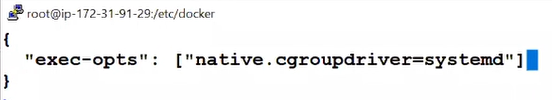 root@ip-172-31-91-29:/etc/docker
{
  "exec-opts": ["native.cgroupdriver=systemd"]
}